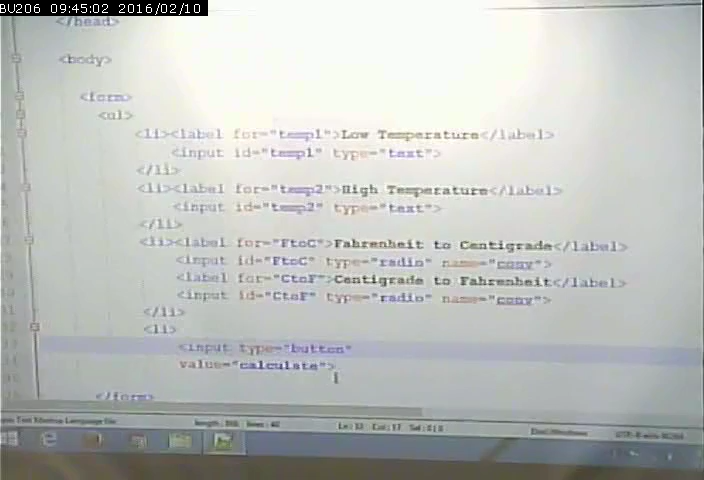 BU206 09:45:02 2016/02/10
</head>
<body>
<form>
<ul>
<li><label for="temp1">Low Temperature</label>
<input id="temp1" type="text">
</li>
<li><label for="temp2">High Temperature</label>
<input id="temp2" type="text">
</li>
<li><label for="FtoC">Fahrenheit to Centigrade</label>
<input id="FtoC" type="radio" name="conv">
<label for="CtoF">Centigrade to Fahrenheit</label>
<input id="CtoF" type="radio" name="conv">
</li>
<li>
<input type="button"
value="calculate">
</form>